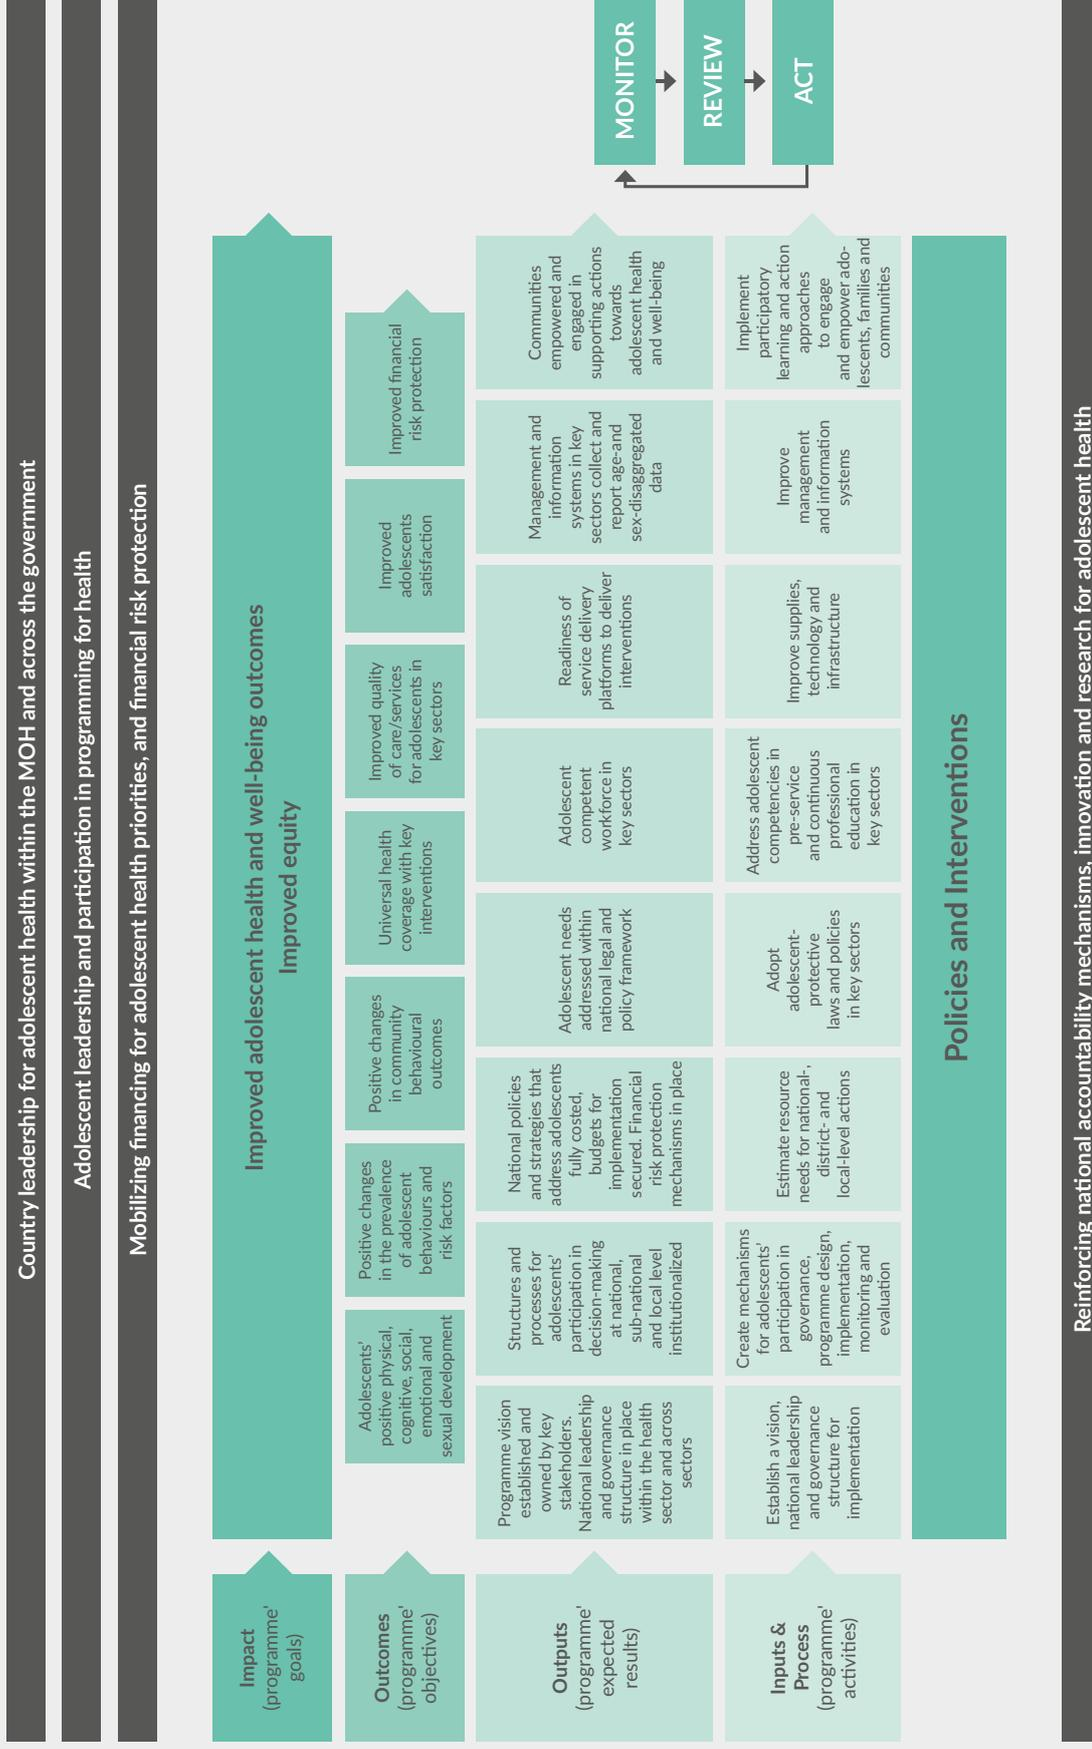 Country leadership for adolescent health within the MOH and across the government
Adolescent leadership and participation in programming for health
Mobilizing financing for adolescent health priorities, and financial risk protection
Impact
(programme'
goals)
Improved adolescent health and well-being outcomes
Improved equity
Outcomes
(programme'
objectives)
Adolescents'
positive physical,
cognitive, social,
emotional and
sexual development
Positive changes
in the prevalence
of adolescent
behaviours and
risk factors
Positive changes
in community
behavioural
outcomes
Universal health
coverage with key
interventions
Improved quality
of care/services
for adolescents in
key sectors
Improved
adolescents
satisfaction
Improved financial
risk protection
Outputs
(programme'
expected
results)
Programme vision
established and
owned by key
stakeholders.
National leadership
and governance
structure in place
within the health
sector and across
sectors
Structures and
processes for
adolescents'
participation in
decision-making
at national,
sub-national
and local level
institutionalized
National policies
and strategies that
address adolescents
fully costed,
budgets for
implementation
secured. Financial
risk protection
mechanisms in place
Adolescent needs
addressed within
national legal and
policy framework
Adolescent
competent
workforce in
key sectors
Readiness of
service delivery
platforms to deliver
interventions
Management and
information
systems in key
sectors collect and
report age-and
sex-disaggregated
data
Communities
empowered and
engaged in
supporting actions
towards
adolescent health
and well-being
Inputs &
Process
(programme'
activities)
Establish a vision,
national leadership
and governance
structure for
implementation
Create mechanisms
for adolescents'
participation in
governance,
programme design,
implementation,
monitoring and
evaluation
Estimate resource
needs for national-,
district- and
local-level actions
Adopt
adolescent-
protective
laws and policies
in key sectors
Address adolescent
competencies in
pre-service
and continuous
professional
education in
key sectors
Improve supplies,
technology and
infrastructure
Improve
management
and information
systems
Implement
participatory
learning and action
approaches
to engage
and empower ado-
lescents, families and
communities
Policies and Interventions
MONITOR
REVIEW
ACT
Reinforcing national accountability mechanisms, innovation and research for adolescent health